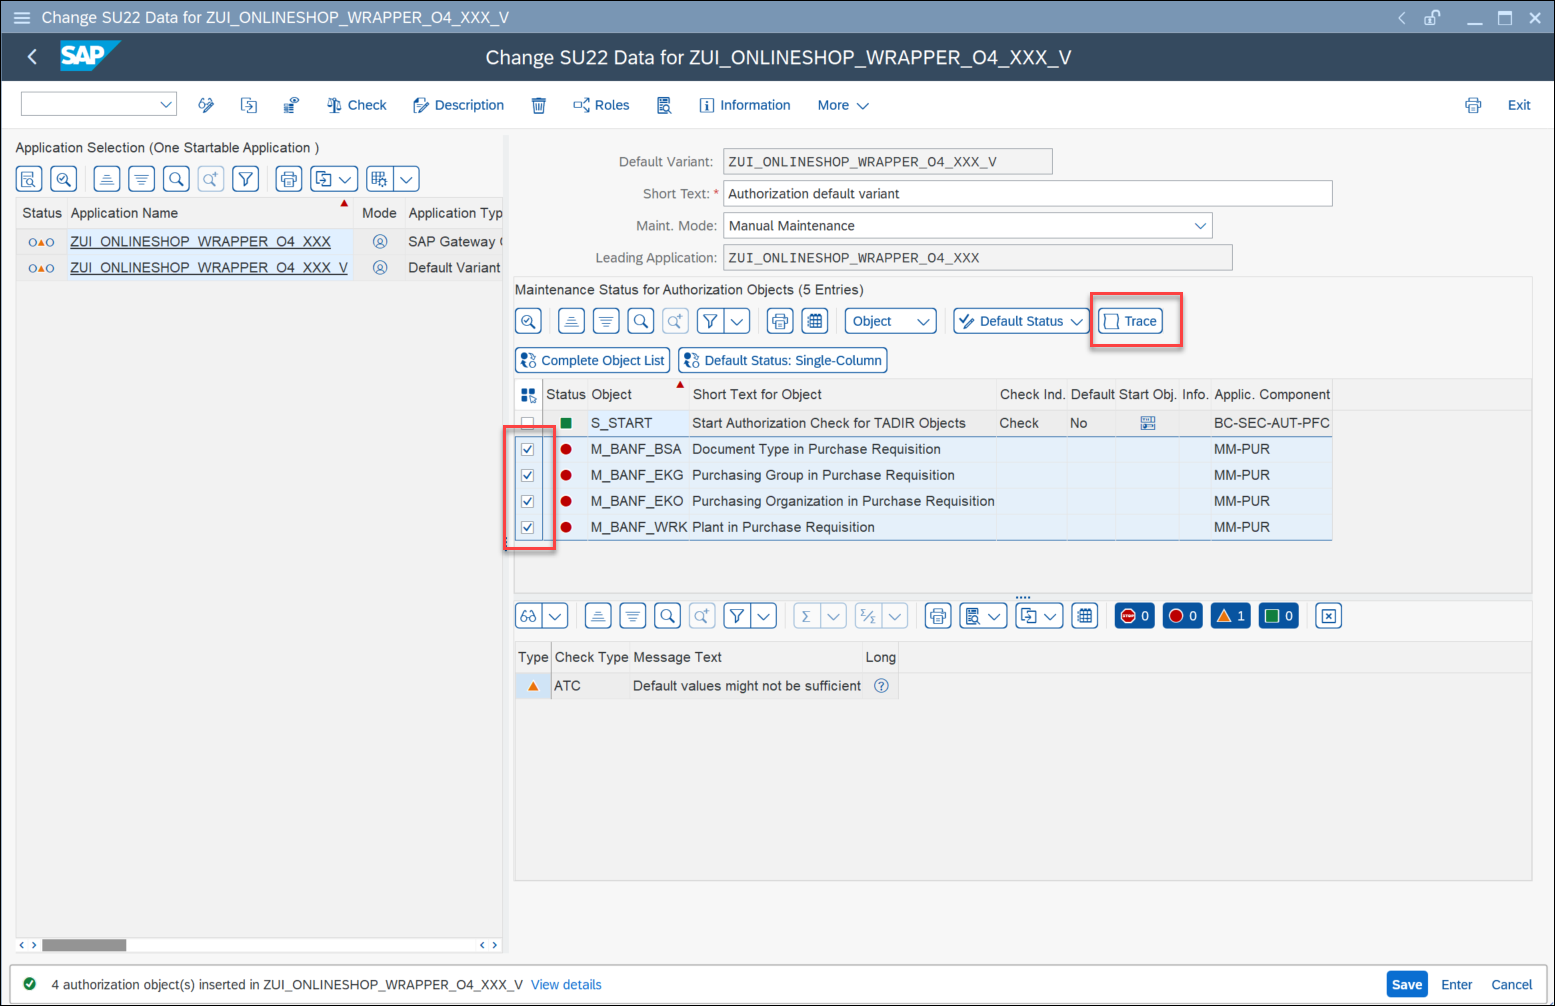 Change SU22 Data for ZUI_ONLINESHOP_WRAPPER_O4_XXX_V
SAP
Change SU22 Data for ZUI_ONLINESHOP_WRAPPER_O4_XXX_V
Check Description Roles Information More Exit
Application Selection (One Startable Application )
Status Application Name Mode Application Typ
ZUI_ONLINESHOP_WRAPPER_O4_XXX SAP Gateway
ZUI_ONLINESHOP_WRAPPER_O4_XXX_V Default Variant
Default Variant: ZUI_ONLINESHOP_WRAPPER_O4_XXX_V
Short Text: * Authorization default variant
Maint. Mode: Manual Maintenance
Leading Application: ZUI_ONLINESHOP_WRAPPER_O4_XXX
Maintenance Status for Authorization Objects (5 Entries)
Object Default Status Trace
Complete Object List Default Status: Single-Column
Status Object Short Text for Object Check Ind. Default Start Obj. Info. Applic. Component
S_START Start Authorization Check for TADIR Objects Check No BC-SEC-AUT-PFC
M_BANF_BSA Document Type in Purchase Requisition MM-PUR
M_BANF_EKG Purchasing Group in Purchase Requisition MM-PUR
M_BANF_EKO Purchasing Organization in Purchase Requisition MM-PUR
M_BANF_WRK Plant in Purchase Requisition MM-PUR
STOP 0 0 1 0
Type Check Type Message Text Long
ATC Default values might not be sufficient
4 authorization object(s) inserted in ZUI_ONLINESHOP_WRAPPER_O4_XXX_V View details
Save Enter Cancel